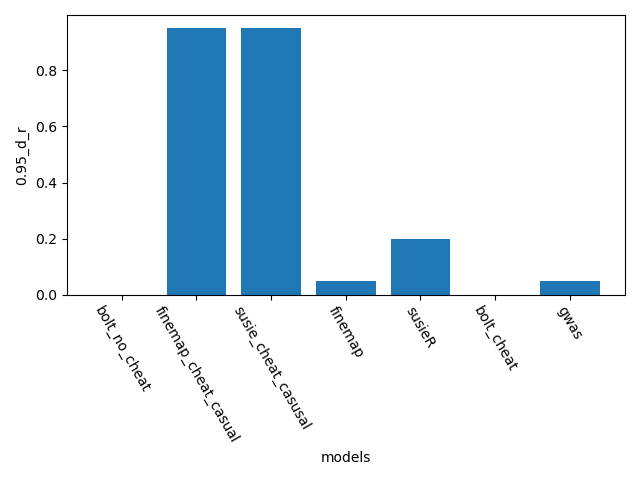 0.95_d_r
0.8
0.6
0.4
0.2
0.0
bolt_no_cheat
finemap_cheat_casual
susie_cheat_casusal
finemap
susieR
bolt_cheat
gwas
models